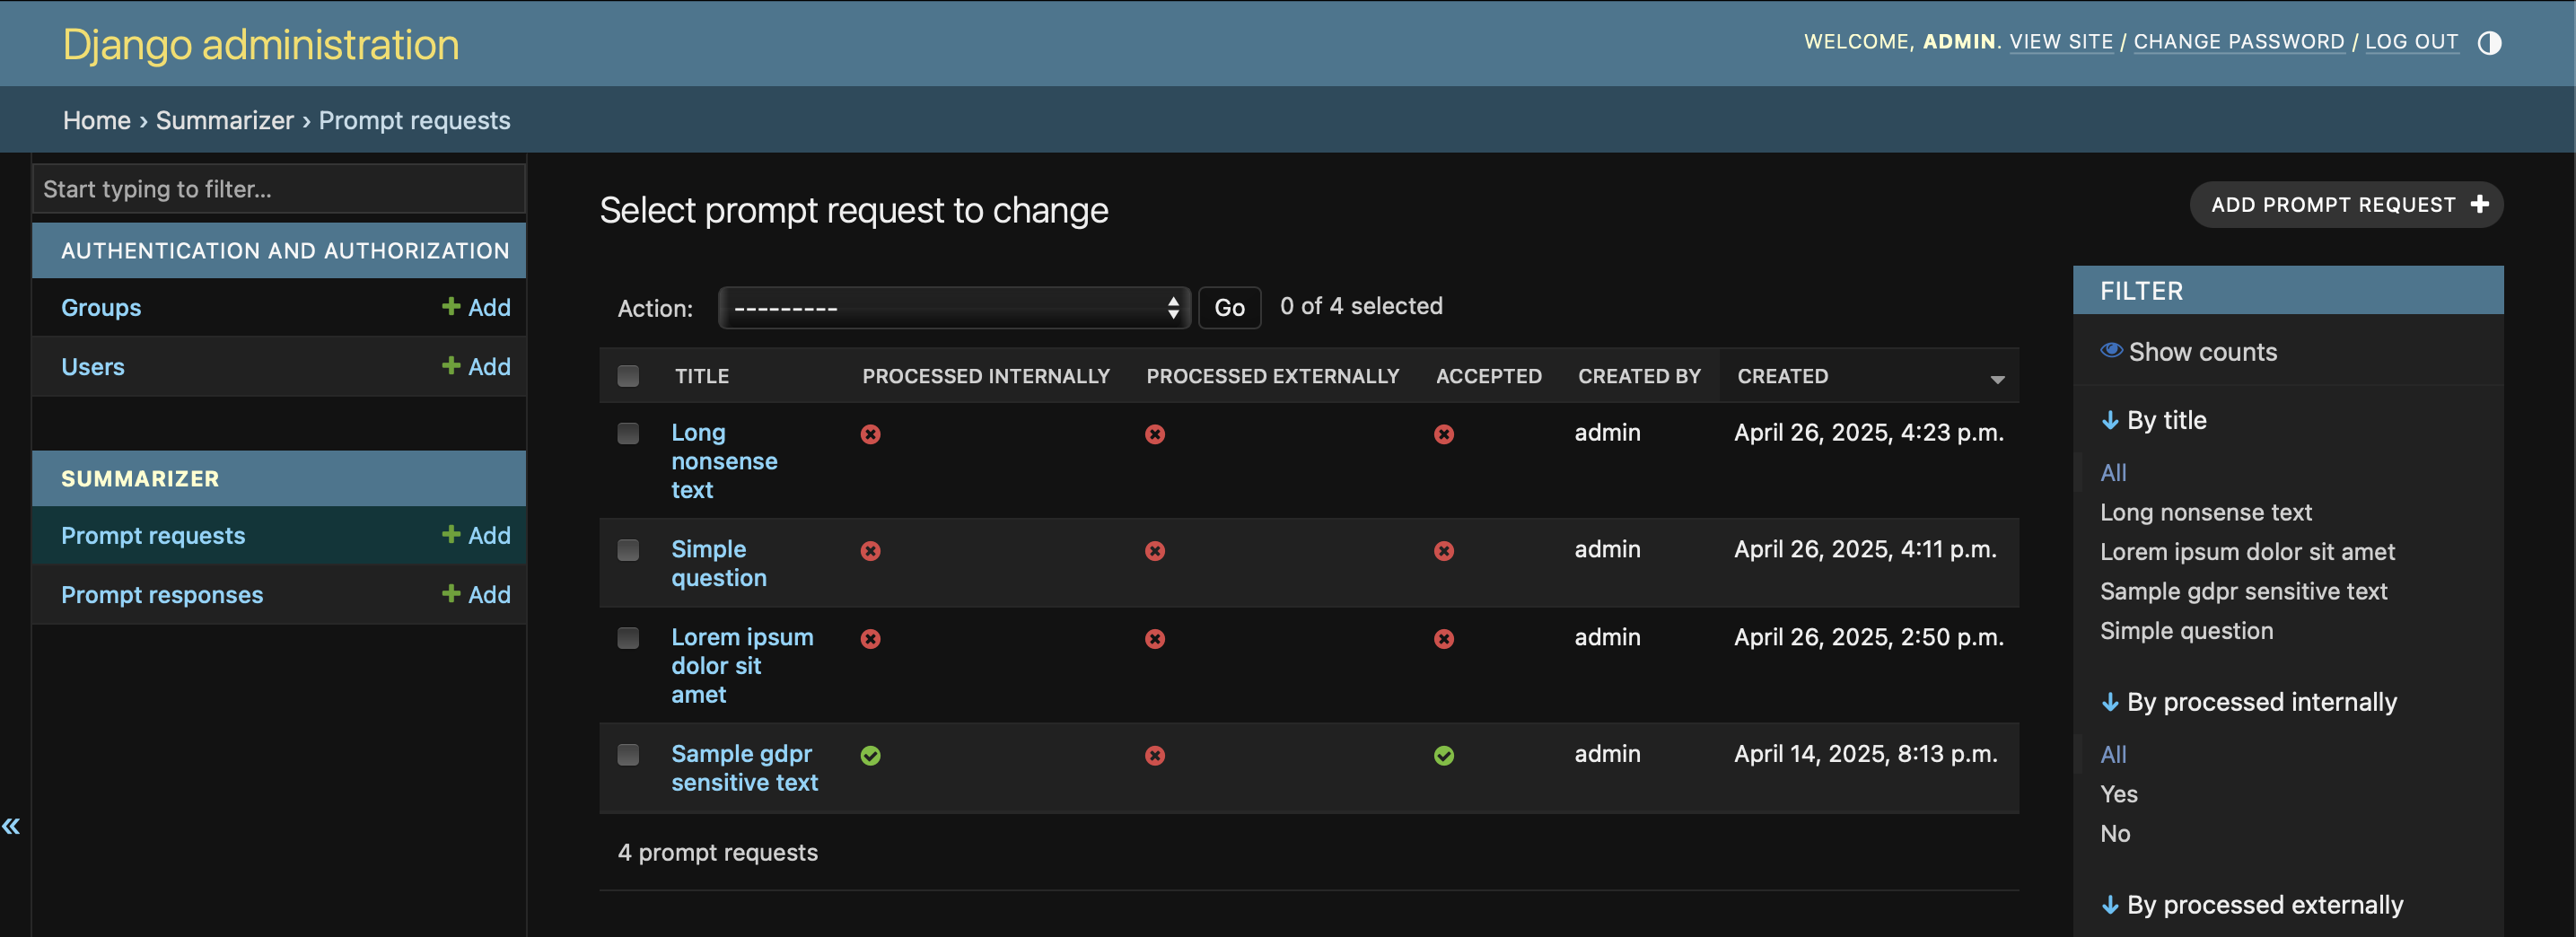 Django administration
WELCOME, ADMIN. VIEW SITE / CHANGE PASSWORD / LOG OUT
Home › Summarizer › Prompt requests
Start typing to filter...
AUTHENTICATION AND AUTHORIZATION
Groups + Add
Users + Add
SUMMARIZER
Prompt requests + Add
Prompt responses + Add
«
Select prompt request to change
ADD PROMPT REQUEST +
Action: --------- Go 0 of 4 selected
TITLE PROCESSED INTERNALLY PROCESSED EXTERNALLY ACCEPTED CREATED BY CREATED
Long nonsense text admin April 26, 2025, 4:23 p.m.
Simple question admin April 26, 2025, 4:11 p.m.
Lorem ipsum dolor sit amet admin April 26, 2025, 2:50 p.m.
Sample gdpr sensitive text admin April 14, 2025, 8:13 p.m.
4 prompt requests
FILTER
Show counts
↓ By title
All
Long nonsense text
Lorem ipsum dolor sit amet
Sample gdpr sensitive text
Simple question
↓ By processed internally
All
Yes
No
↓ By processed externally